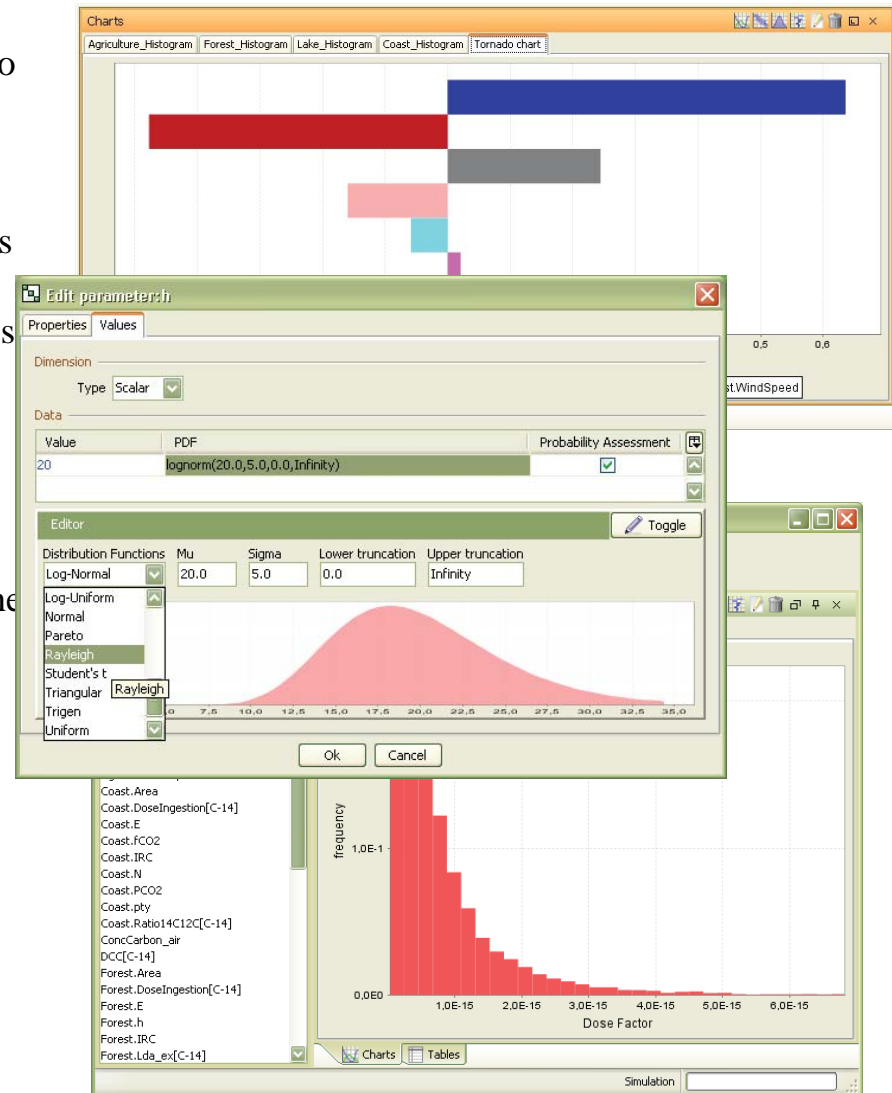 Charts
Agriculture_Histogram Forest_Histogram Lake_Histogram Coast_Histogram Tornado chart
0,5 0,6
st.WindSpeed
o
s
s
ne
Edit parameter:h
Properties Values
Dimension
Type Scalar
Data
Value PDF Probability Assessment
20 lognorm(20.0,5.0,0.0,Infinity)
Editor Toggle
Distribution Functions Mu Sigma Lower truncation Upper truncation
Log-Normal 20.0 5.0 0.0 Infinity
Log-Uniform
Normal
Pareto
Rayleigh
Student's t
Triangular Rayleigh
Trigen
Uniform
7,5 10,0 12,5 15,0 17,5 20,0 22,5 25,0 27,5 30,0 32,5 35,0
Ok Cancel
Coast.Area
Coast.DoseIngestion[C-14]
Coast.E
Coast.fCO2
Coast.IRC
Coast.N
Coast.PCO2
Coast.pty
Coast.Ratio14C12C[C-14]
ConcCarbon_air
DCC[C-14]
Forest.Area
Forest.DoseIngestion[C-14]
Forest.E
Forest.h
Forest.IRC
Forest.Lda_ex[C-14]
frequency
1,0E-1
0,0E0
1,0E-15 2,0E-15 3,0E-15 4,0E-15 5,0E-15 6,0E-15
Dose Factor
Charts Tables
Simulation